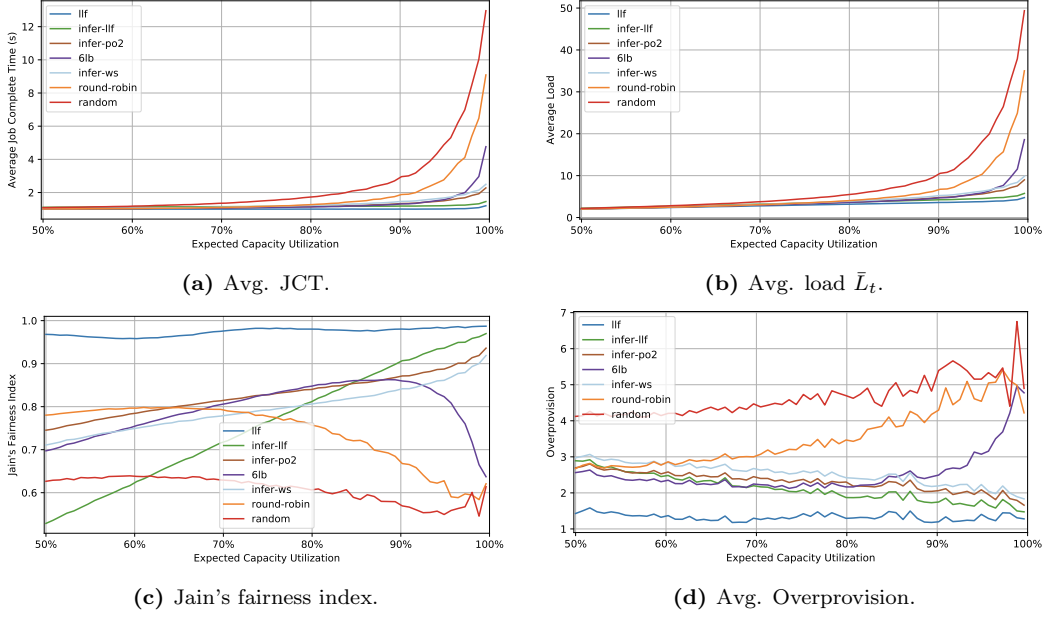 12
10
8
6
4
2
Average Job Complete Time (s)
llf
infer-llf
infer-po2
6lb
infer-ws
round-robin
random
50% 60% 70% 80% 90% 100%
Expected Capacity Utilization
(a) Avg. JCT.
50
40
30
20
10
0
Average Load
llf
infer-llf
infer-po2
6lb
infer-ws
round-robin
random
50% 60% 70% 80% 90% 100%
Expected Capacity Utilization
(b) Avg. load L̄t.
1.0
0.9
0.8
0.7
0.6
Jain's Fairness Index
llf
infer-llf
infer-po2
6lb
infer-ws
round-robin
random
50% 60% 70% 80% 90% 100%
Expected Capacity Utilization
(c) Jain's fairness index.
7
6
5
4
3
2
1
Overprovision
llf
infer-llf
infer-po2
6lb
infer-ws
round-robin
random
50% 60% 70% 80% 90% 100%
Expected Capacity Utilization
(d) Avg. Overprovision.